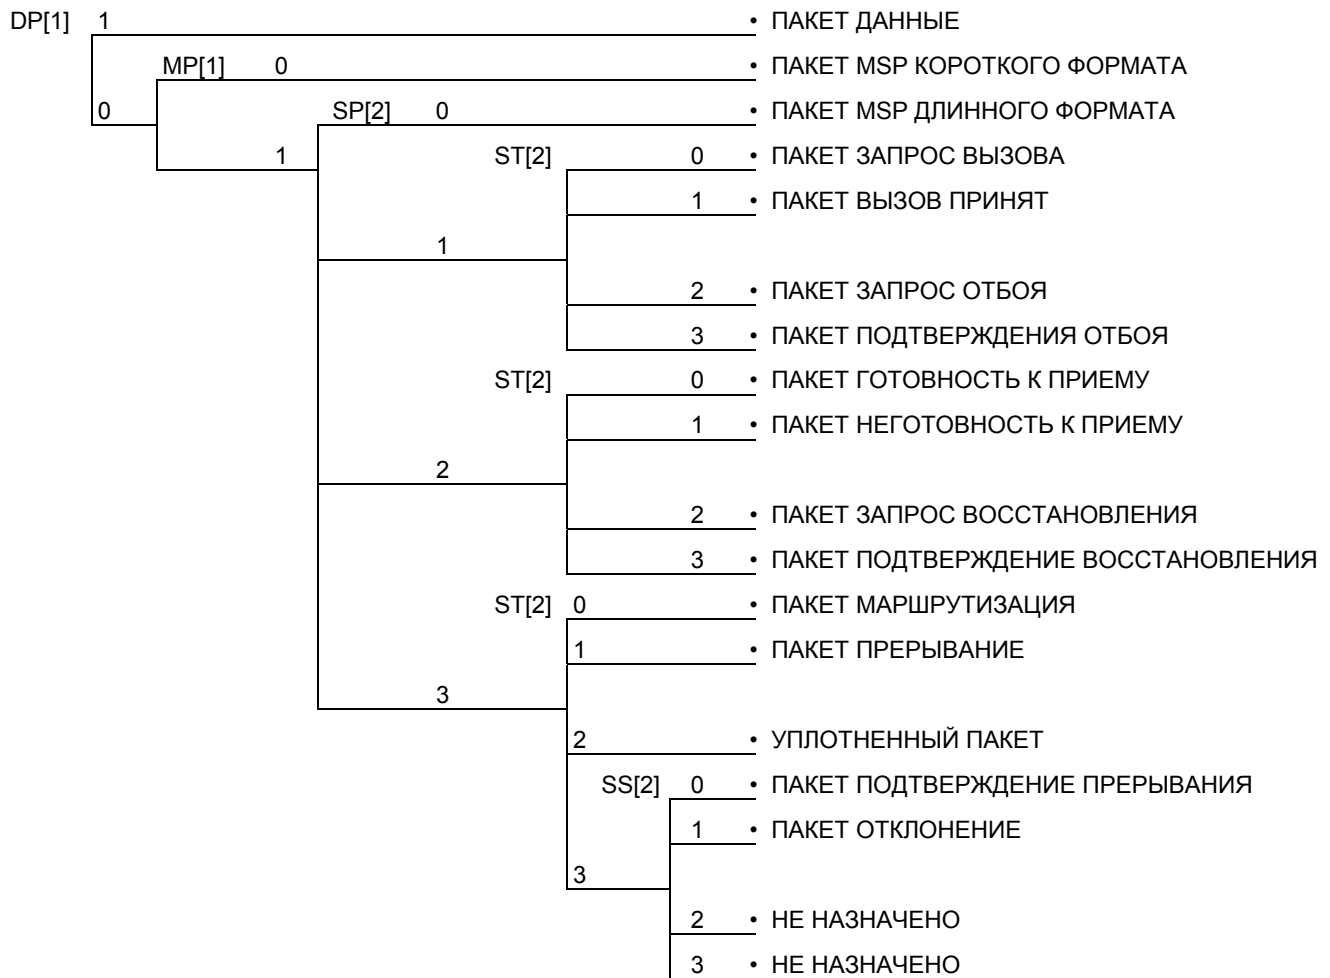 DP[1] 1 • ПАКЕТ ДАННЫЕ
MP[1] 0 • ПАКЕТ MSP КОРОТКОГО ФОРМАТА
0 SP[2] 0 • ПАКЕТ MSP ДЛИННОГО ФОРМАТА
1 ST[2] 0 • ПАКЕТ ЗАПРОС ВЫЗОВА
1 • ПАКЕТ ВЫЗОВ ПРИНЯТ
1
2 • ПАКЕТ ЗАПРОС ОТБОЯ
3 • ПАКЕТ ПОДТВЕРЖДЕНИЯ ОТБОЯ
ST[2] 0 • ПАКЕТ ГОТОВНОСТЬ К ПРИЕМУ
1 • ПАКЕТ НЕГОТОВНОСТЬ К ПРИЕМУ
2
2 • ПАКЕТ ЗАПРОС ВОССТАНОВЛЕНИЯ
3 • ПАКЕТ ПОДТВЕРЖДЕНИЕ ВОССТАНОВЛЕНИЯ
ST[2] 0 • ПАКЕТ МАРШРУТИЗАЦИЯ
1 • ПАКЕТ ПРЕРЫВАНИЕ
3
2 • УПЛОТНЕННЫЙ ПАКЕТ
SS[2] 0 • ПАКЕТ ПОДТВЕРЖДЕНИЕ ПРЕРЫВАНИЯ
1 • ПАКЕТ ОТКЛОНЕНИЕ
3
2 • НЕ НАЗНАЧЕНО
3 • НЕ НАЗНАЧЕНО